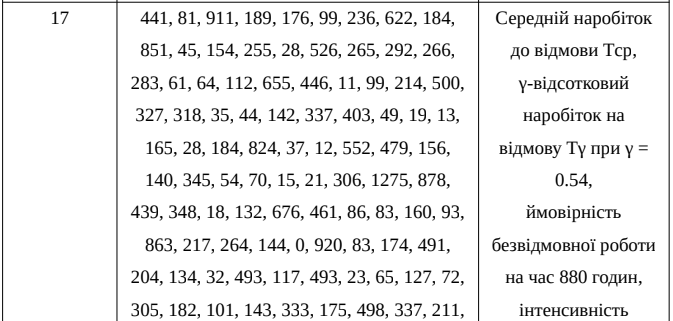 17
441, 81, 911, 189, 176, 99, 236, 622, 184,
851, 45, 154, 255, 28, 526, 265, 292, 266,
283, 61, 64, 112, 655, 446, 11, 99, 214, 500,
327, 318, 35, 44, 142, 337, 403, 49, 19, 13,
165, 28, 184, 824, 37, 12, 552, 479, 156,
140, 345, 54, 70, 15, 21, 306, 1275, 878,
439, 348, 18, 132, 676, 461, 86, 83, 160, 93,
863, 217, 264, 144, 0, 920, 83, 174, 491,
204, 134, 32, 493, 117, 493, 23, 65, 127, 72,
305, 182, 101, 143, 333, 175, 498, 337, 211,
Середній наробіток
до відмови Tср,
γ-відсотковий
наробіток на
відмову Tγ при γ =
0.54,
ймовірність
безвідмовної роботи
на час 880 годин,
інтенсивність